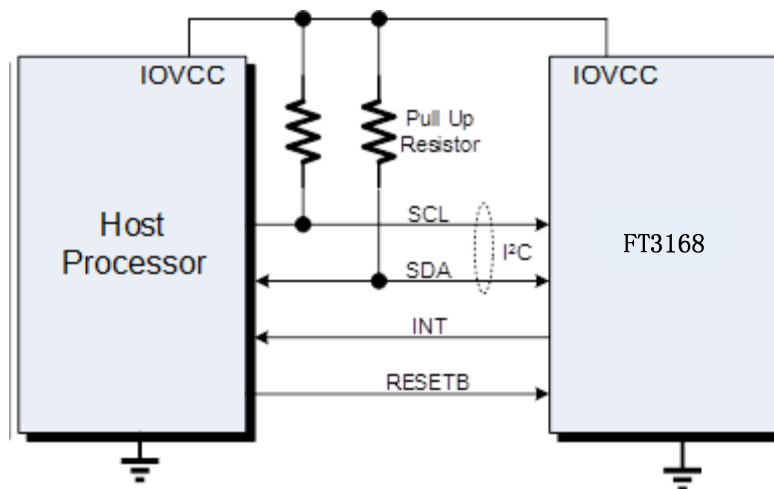 IOVCC
IOVCC
Pull Up
Resistor
Host
Processor
SCL
I²C
FT3168
SDA
INT
RESETB